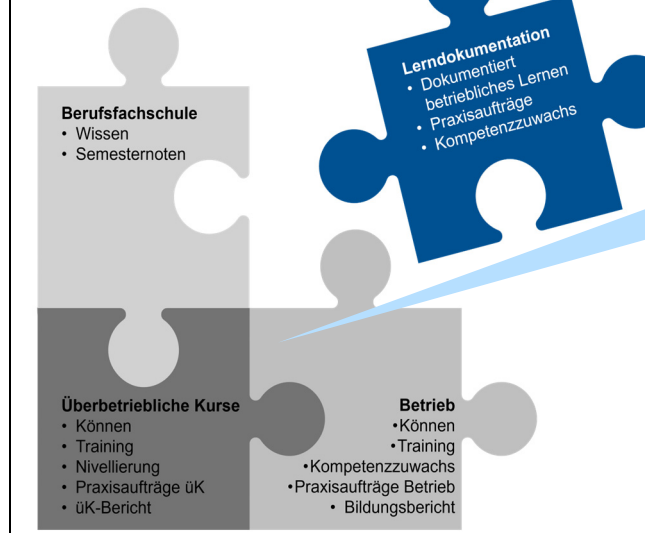 Lerndokumentation
• Dokumentiert
betriebliches Lernen
• Praxisaufträge
• Kompetenzzuwachs
Berufsfachschule
• Wissen
• Semesternoten
Überbetriebliche Kurse
• Können
• Training
• Nivellierung
• Praxisaufträge üK
• üK-Bericht
Betrieb
•Können
•Training
•Kompetenzzuwachs
•Praxisaufträge Betrieb
• Bildungsbericht